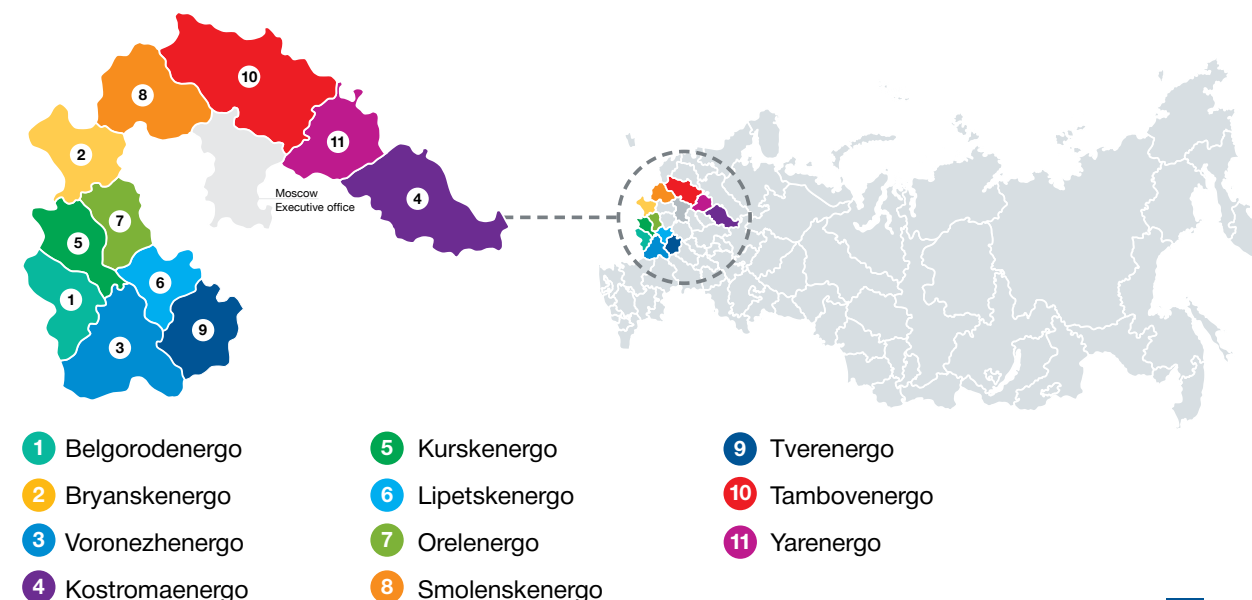 10
8
11
2
Moscow
Executive office
4
7
5
6
1
9
3
1 Belgorodenergo
2 Bryanskenergo
3 Voronezhenergo
4 Kostromaenergo
5 Kurskenergo
6 Lipetskenergo
7 Orelenergo
8 Smolenskenergo
9 Tverenergo
10 Tambovenergo
11 Yarenergo